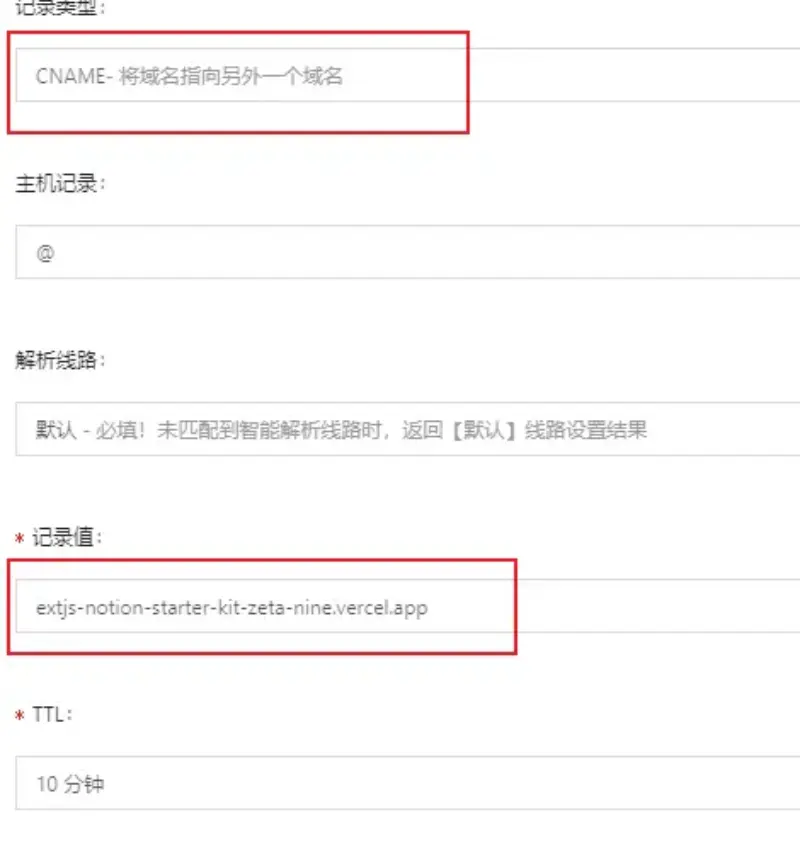 记录类型：
CNAME- 将域名指向另外一个域名
主机记录：
@
解析线路：
默认 - 必填！未匹配到智能解析线路时，返回【默认】线路设置结果
* 记录值：
extjs-notion-starter-kit-zeta-nine.vercel.app
* TTL：
10 分钟